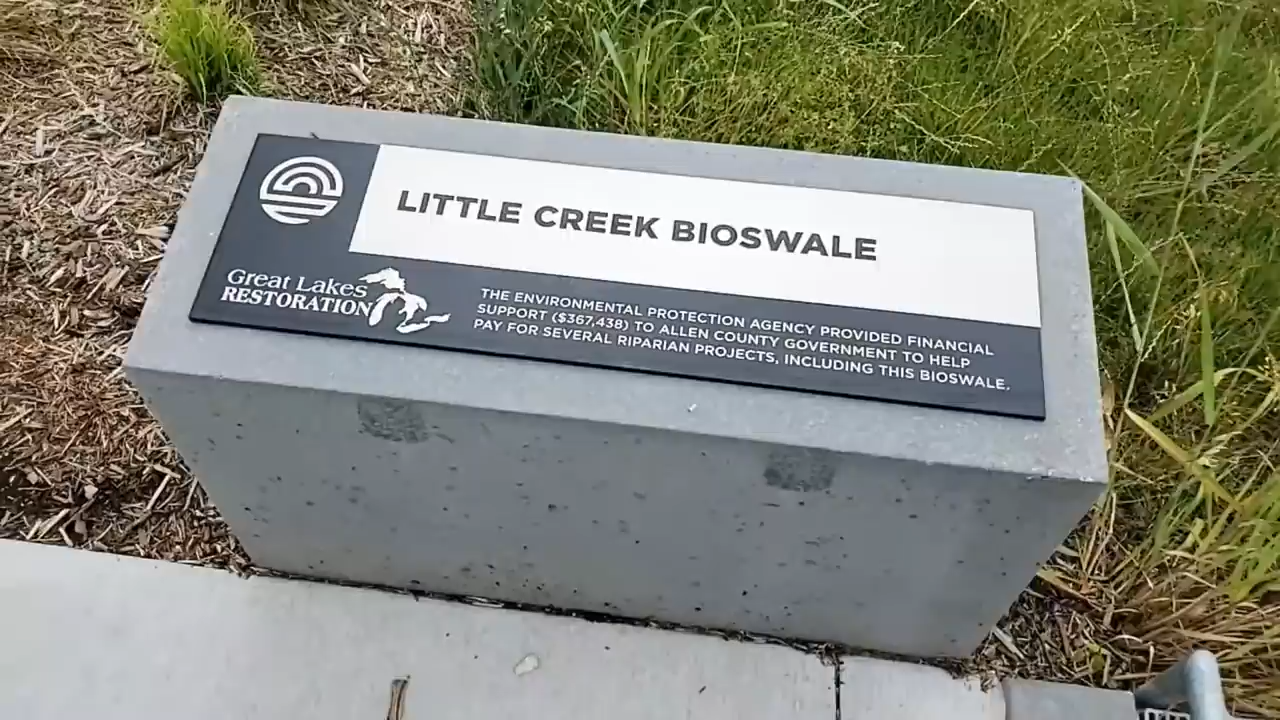 LITTLE CREEK BIOSWALE
Great Lakes
RESTORATION
THE ENVIRONMENTAL PROTECTION AGENCY PROVIDED FINANCIAL
SUPPORT ($367,438) TO ALLEN COUNTY GOVERNMENT TO HELP
PAY FOR SEVERAL RIPARIAN PROJECTS, INCLUDING THIS BIOSWALE.